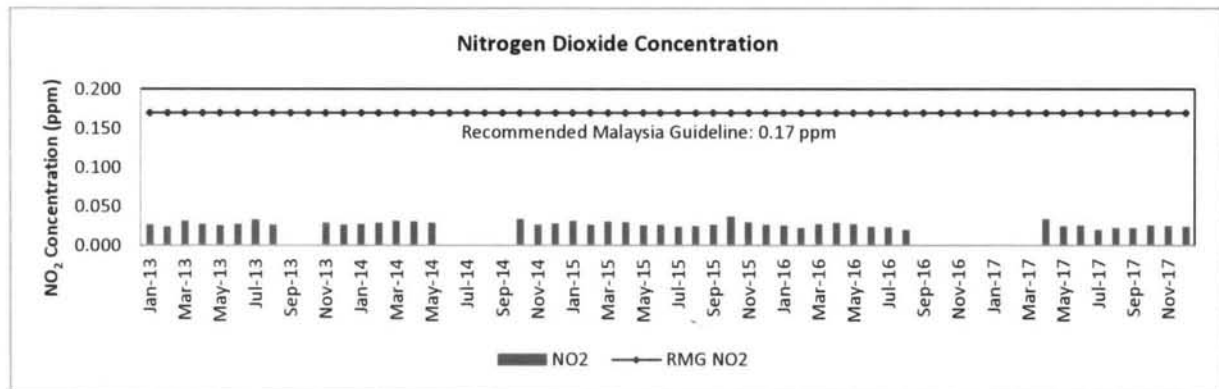 Nitrogen Dioxide Concentration
NO₂ Concentration (ppm)
0.200
0.150
0.100
0.050
0.000
Recommended Malaysia Guideline: 0.17 ppm
Jan-13
Mar-13
May-13
Jul-13
Sep-13
Nov-13
Jan-14
Mar-14
May-14
Jul-14
Sep-14
Nov-14
Jan-15
Mar-15
May-15
Jul-15
Sep-15
Nov-15
Jan-16
Mar-16
May-16
Jul-16
Sep-16
Nov-16
Jan-17
Mar-17
May-17
Jul-17
Sep-17
Nov-17
NO2 RMG NO2